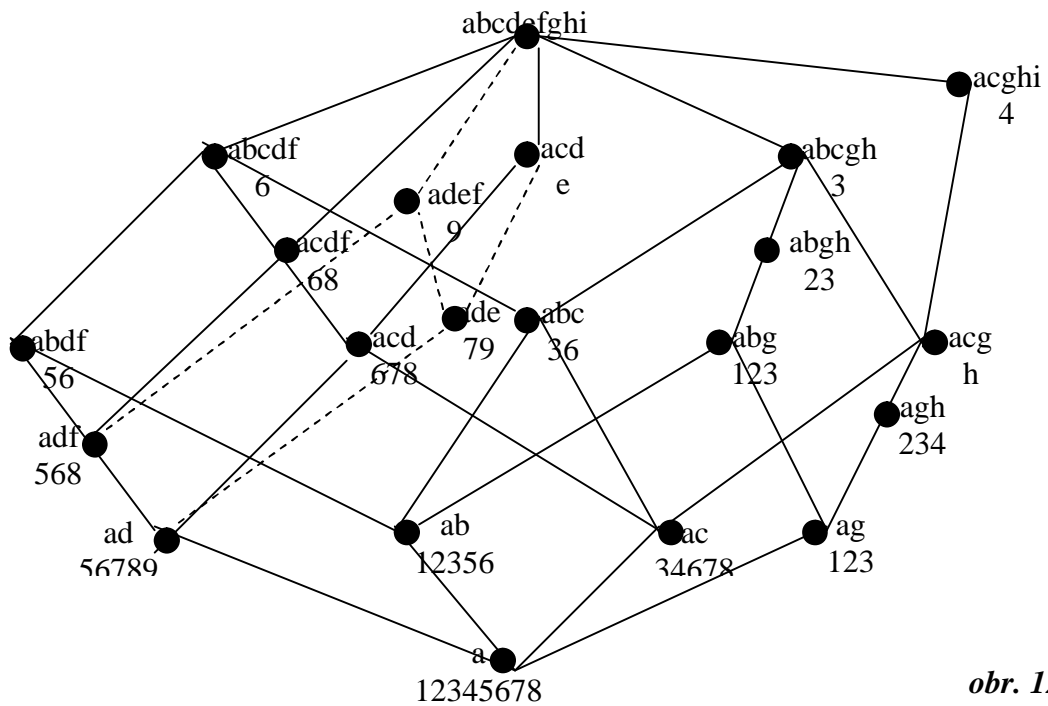 abcdefghi
acghi
4
abcdf
6
acd
e
abcgh
3
adef
9
acdf
68
abgh
23
ade
79
abc
36
abdf
56
acd
678
abg
123
acg
h
agh
234
adf
568
ad
56789
ab
12356
ac
34678
ag
123
a
12345678
obr. 1